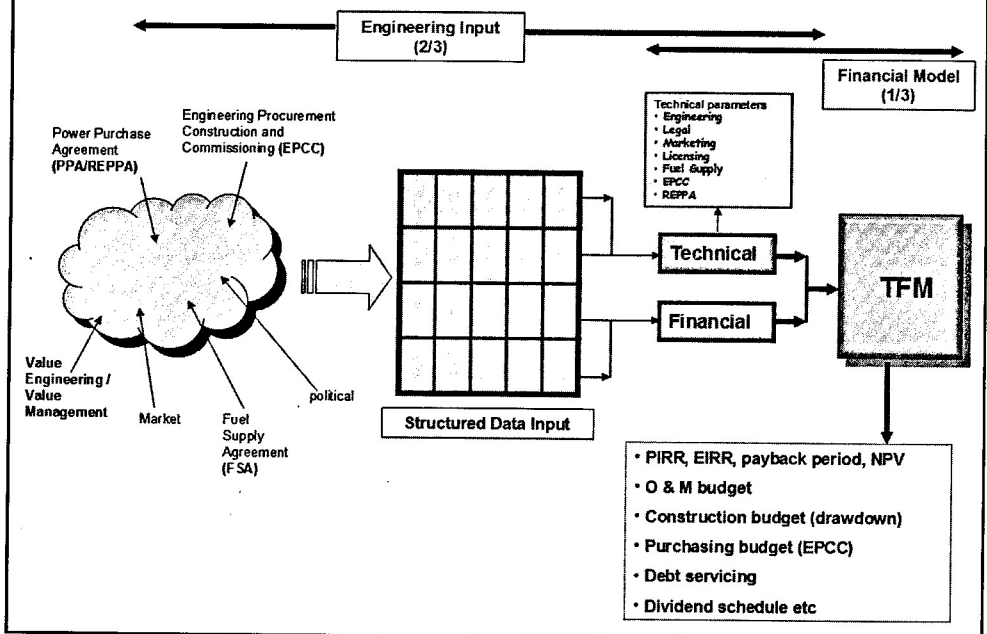 Engineering Input
(2/3)
Financial Model
(1/3)
Engineering Procurement
Construction and
Commissioning (EPCC)
Power Purchase
Agreement
(PPA/REPPA)
Technical parameters
• Engineering
• Legal
• Marketing
• Licensing
• Fuel Supply
• EPCC
• REPPA
Technical
Financial
TFM
Value
Engineering /
Value
Management
Market
Fuel
Supply
Agreement
(FSA)
political
Structured Data Input
• PIRR, EIRR, payback period, NPV
• O & M budget
• Construction budget (drawdown)
• Purchasing budget (EPCC)
• Debt servicing
• Dividend schedule etc